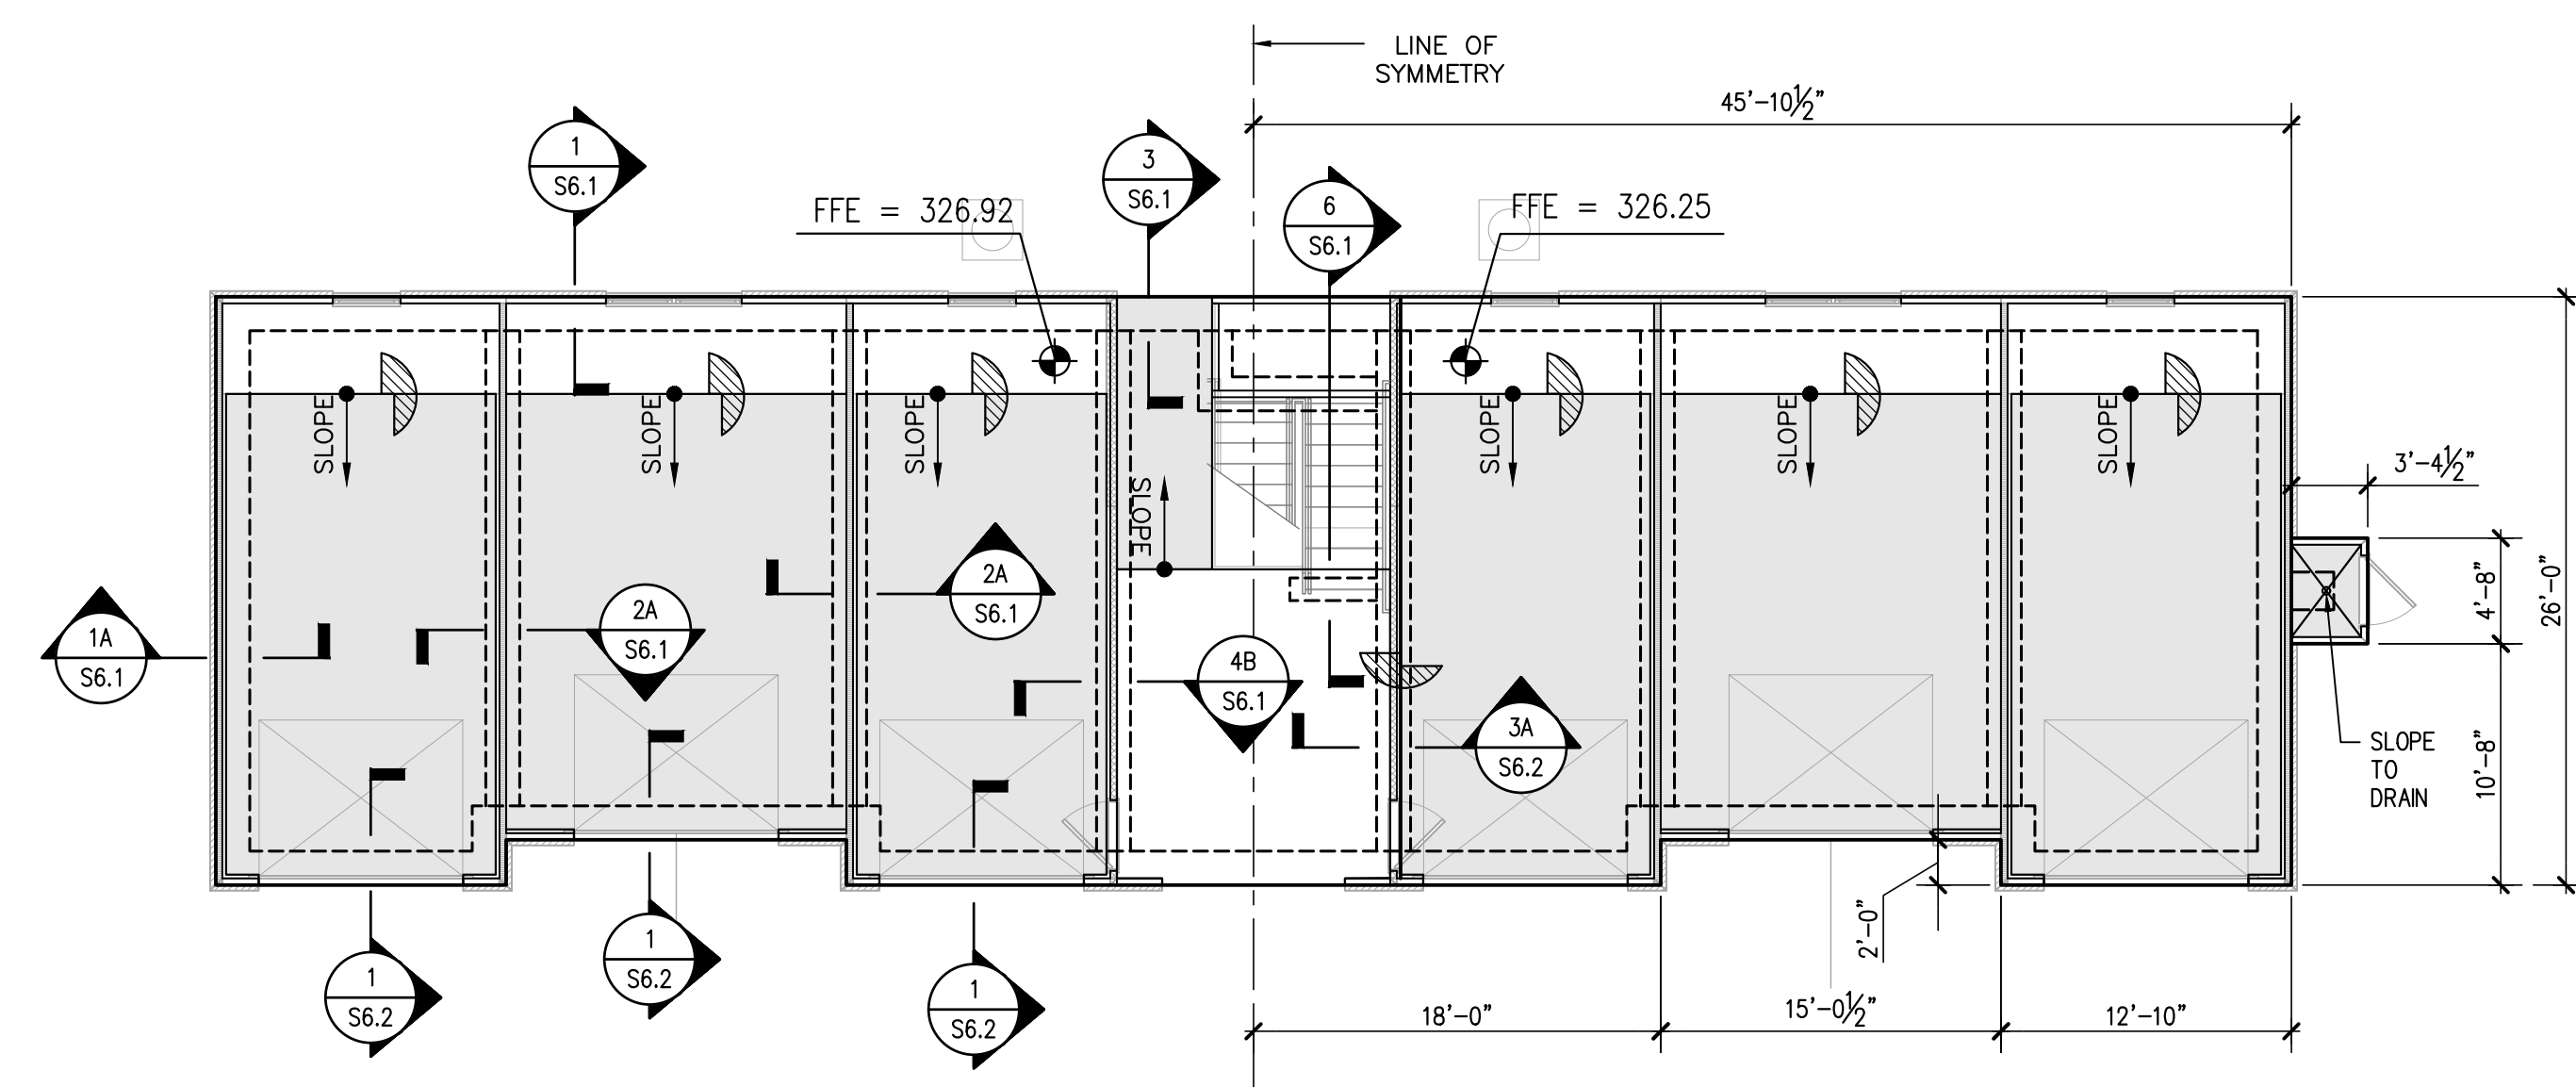 LINE OF
SYMMETRY
45'-10½"
1
S6.1
3
S6.1
6
S6.1
FFE = 326.92
FFE = 326.25
SLOPE
SLOPE
SLOPE
SLOPE
SLOPE
SLOPE
SLOPE
3'-4½"
4'-8"
26'-0"
10'-8"
1A
S6.1
2A
S6.1
2A
S6.1
4B
S6.1
3A
S6.2
SLOPE
TO
DRAIN
2'-0"
1
S6.2
1
S6.2
1
S6.2
18'-0"
15'-0½"
12'-10"